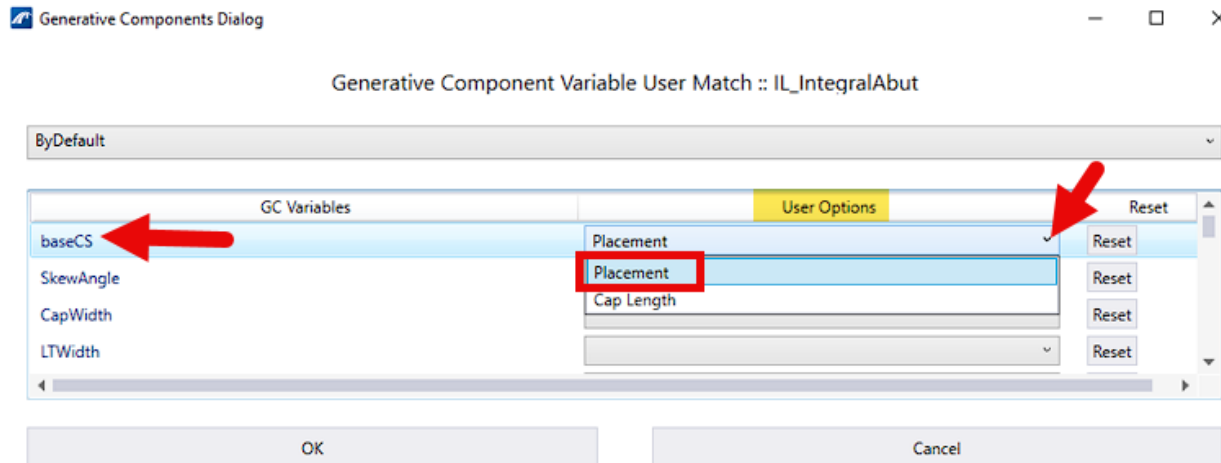 Generative Components Dialog
Generative Component Variable User Match :: IL_IntegralAbut
ByDefault
GC Variables User Options Reset
baseCS Placement Reset
SkewAngle Placement Reset
Cap Length
CapWidth Reset
LTWidth Reset
OK Cancel